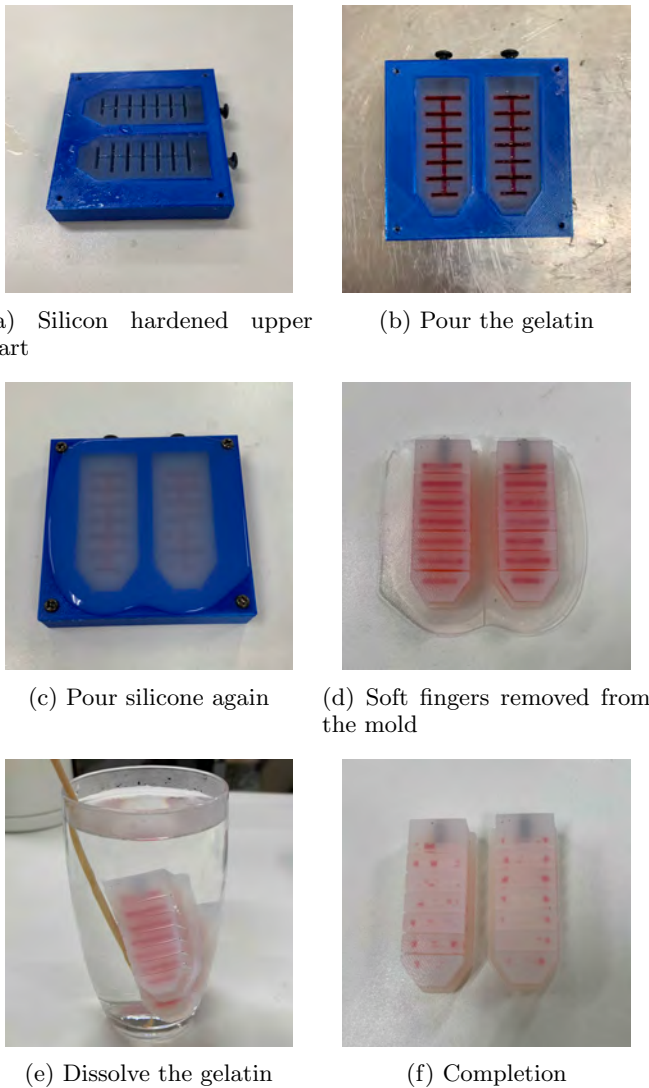 a) Silicon hardened upper
art
(b) Pour the gelatin
(c) Pour silicone again
(d) Soft fingers removed from
the mold
(e) Dissolve the gelatin
(f) Completion